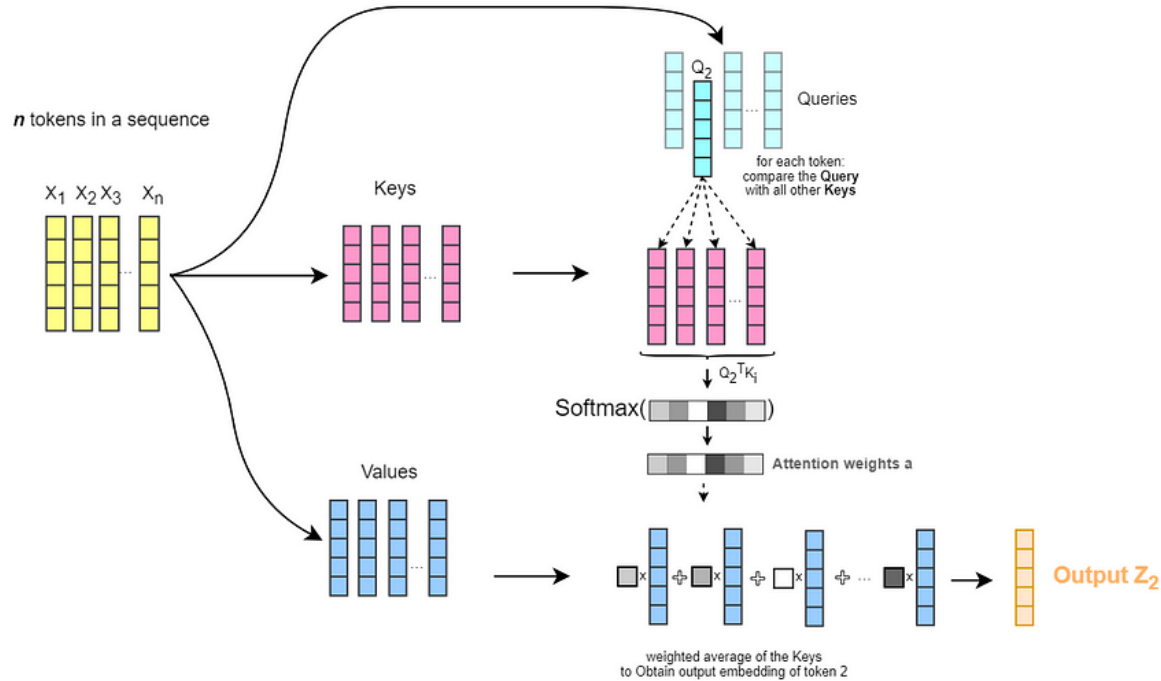 n tokens in a sequence
X1 X2 X3 Xn
...
Keys
...
Values
...
Q2
...
Queries
for each token:
compare the Query
with all other Keys
...
Q2TKi
Softmax( )
Attention weights a
x + x + x + ... x
Output Z2
weighted average of the Keys
to Obtain output embedding of token 2